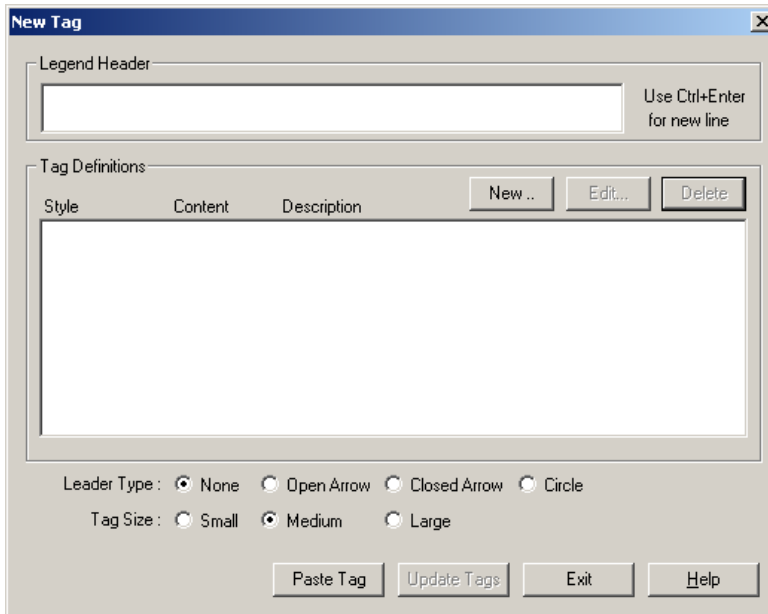 New Tag
Legend Header
Use Ctrl+Enter
for new line
Tag Definitions
New .. Edit... Delete
Style Content Description
Leader Type : None Open Arrow Closed Arrow Circle
Tag Size : Small Medium Large
Paste Tag Update Tags Exit Help